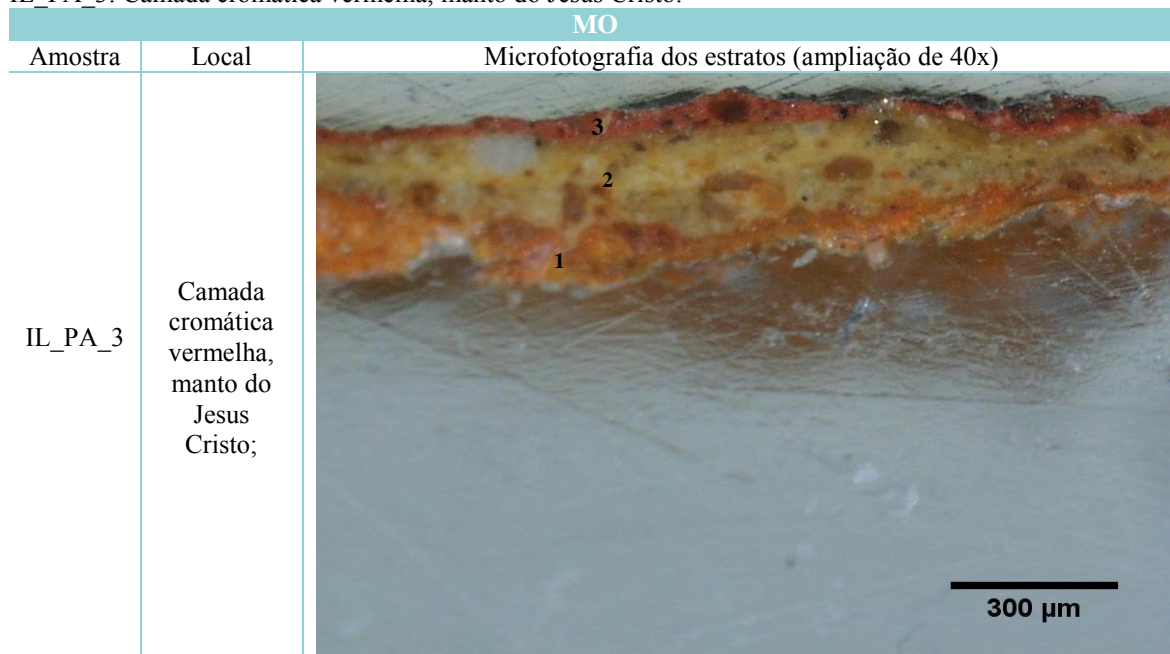 IL_PA_3: Camada cromática vermelha, manto do Jesus Cristo.
MO
Amostra
Local
Microfotografia dos estratos (ampliação de 40x)
IL_PA_3
Camada
cromática
vermelha,
manto do
Jesus
Cristo;
3
2
1
300 µm